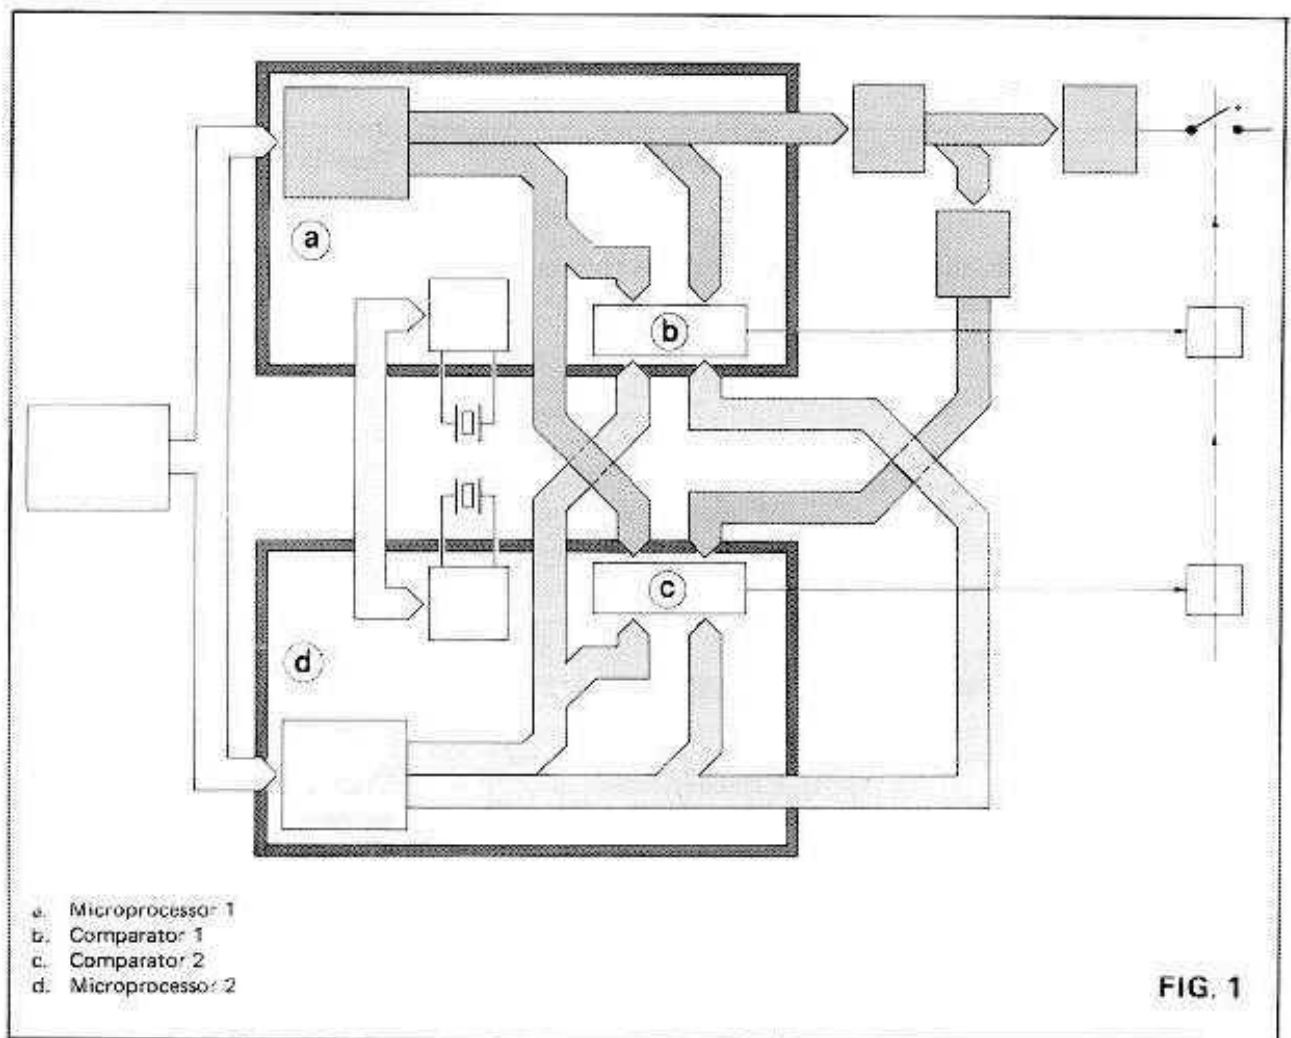 a
b
c
d
a. Microprocessor 1
b. Comparator 1
c. Comparator 2
d. Microprocessor 2
FIG. 1